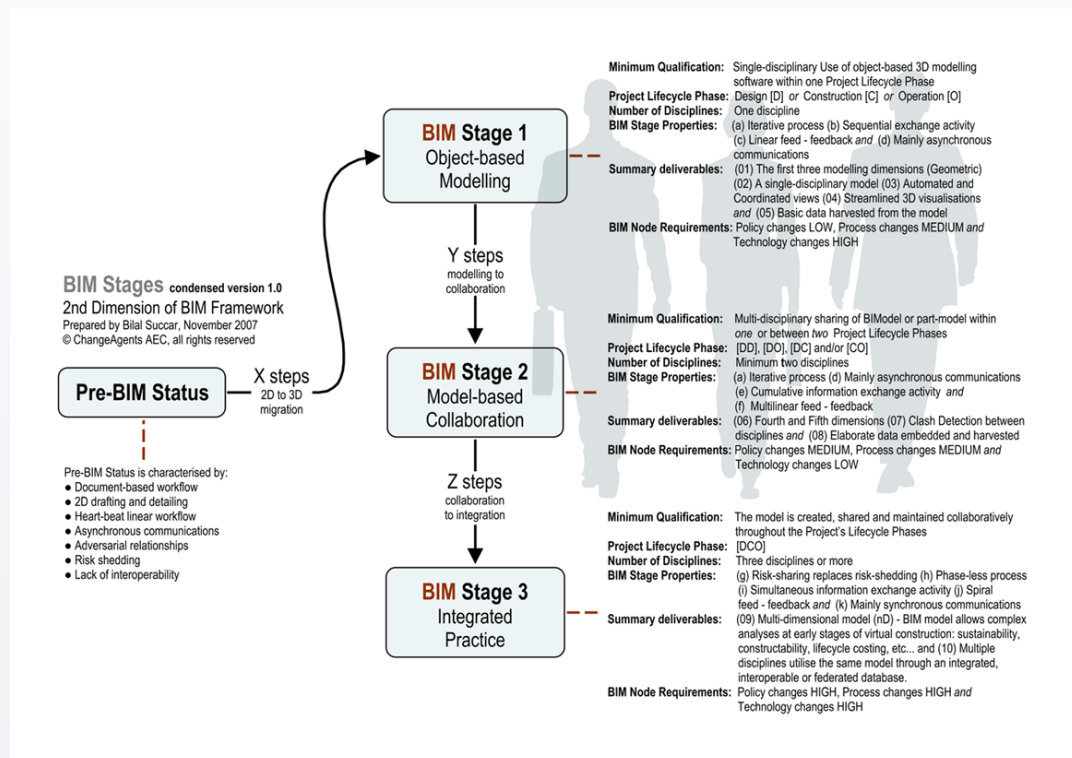 BIM Stages condensed version 1.0
2nd Dimension of BIM Framework
Prepared by Bilal Succar, November 2007
© ChangeAgents AEC, all rights reserved
Pre-BIM Status
X steps
2D to 3D
migration
Pre-BIM Status is characterised by:
● Document-based workflow
● 2D drafting and detailing
● Heart-beat linear workflow
● Asynchronous communications
● Adversarial relationships
● Risk shedding
● Lack of interoperability
BIM Stage 1
Object-based
Modelling
Y steps
modelling to
collaboration
BIM Stage 2
Model-based
Collaboration
Z steps
collaboration
to integration
BIM Stage 3
Integrated
Practice
Minimum Qualification: Single-disciplinary Use of object-based 3D modelling
software within one Project Lifecycle Phase
Project Lifecycle Phase: Design [D] or Construction [C] or Operation [O]
Number of Disciplines: One discipline
BIM Stage Properties: (a) Iterative process (b) Sequential exchange activity
(c) Linear feed - feedback and (d) Mainly asynchronous
communications
Summary deliverables: (01) The first three modelling dimensions (Geometric)
(02) A single-disciplinary model (03) Automated and
Coordinated views (04) Streamlined 3D visualisations
and (05) Basic data harvested from the model
BIM Node Requirements: Policy changes LOW, Process changes MEDIUM and
Technology changes HIGH
Minimum Qualification: Multi-disciplinary sharing of BIModel or part-model within
one or between two Project Lifecycle Phases
Project Lifecycle Phase: [DD], [DO], [DC] and/or [CO]
Number of Disciplines: Minimum two disciplines
BIM Stage Properties: (a) Iterative process (d) Mainly asynchronous communications
(e) Cumulative information exchange activity and
(f) Multilinear feed - feedback
Summary deliverables: (06) Fourth and Fifth dimensions (07) Clash Detection between
disciplines and (08) Elaborate data embedded and harvested
BIM Node Requirements: Policy changes MEDIUM, Process changes MEDIUM and
Technology changes LOW
Minimum Qualification: The model is created, shared and maintained collaboratively
throughout the Project's Lifecycle Phases
Project Lifecycle Phase: [DCO]
Number of Disciplines: Three disciplines or more
BIM Stage Properties: (g) Risk-sharing replaces risk-shedding (h) Phase-less process
(i) Simultaneous information exchange activity (j) Spiral
feed - feedback and (k) Mainly synchronous communications
Summary deliverables: (09) Multi-dimensional model (nD) - BIM model allows complex
analyses at early stages of virtual construction: sustainability,
constructability, lifecycle costing, etc... and (10) Multiple
disciplines utilise the same model through an integrated,
interoperable or federated database.
BIM Node Requirements: Policy changes HIGH, Process changes HIGH and
Technology changes HIGH